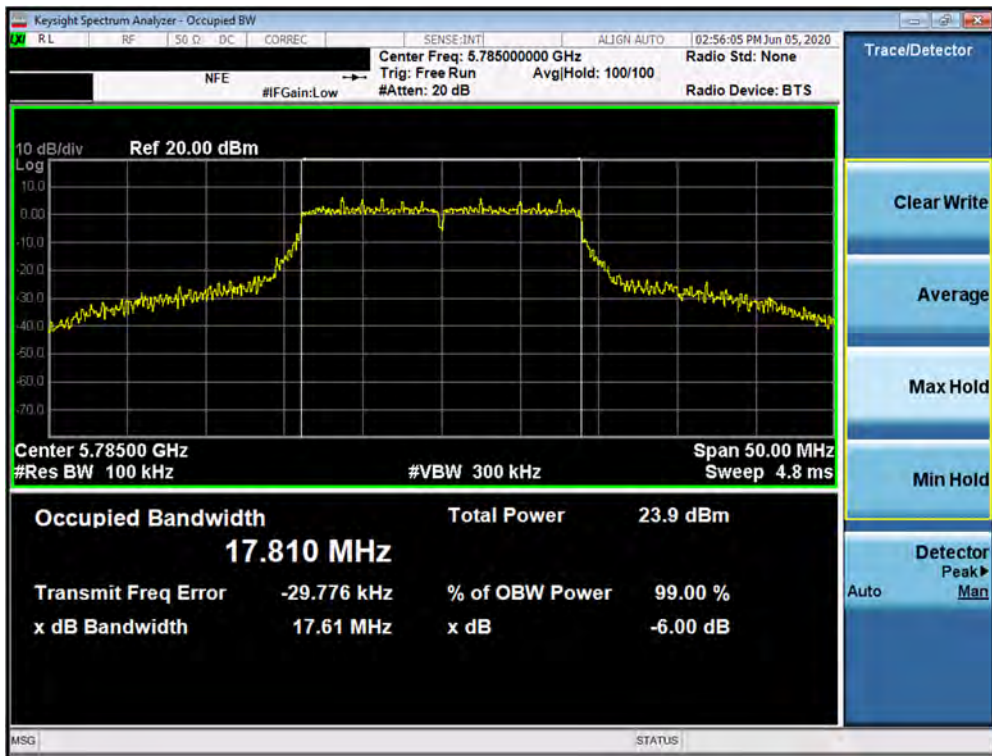 Keysight Spectrum Analyzer - Occupied BW
LXI RL RF 50 Ω DC CORREC SENSE:INT ALIGN AUTO 02:56:05 PM Jun 05, 2020
Center Freq: 5.785000000 GHz Radio Std: None
NFE Trig: Free Run Avg|Hold: 100/100
#IFGain:Low #Atten: 20 dB Radio Device: BTS
Trace/Detector
10 dB/div Ref 20.00 dBm
Log
10.0
0.00
-10.0
-20.0
-30.0
-40.0
-50.0
-60.0
-70.0
Center 5.78500 GHz Span 50.00 MHz
#Res BW 100 kHz #VBW 300 kHz Sweep 4.8 ms
Occupied Bandwidth Total Power 23.9 dBm
17.810 MHz
Transmit Freq Error -29.776 kHz % of OBW Power 99.00 %
x dB Bandwidth 17.61 MHz x dB -6.00 dB
Clear Write
Average
Max Hold
Min Hold
Detector
Peak▶
Auto Man
MSG STATUS